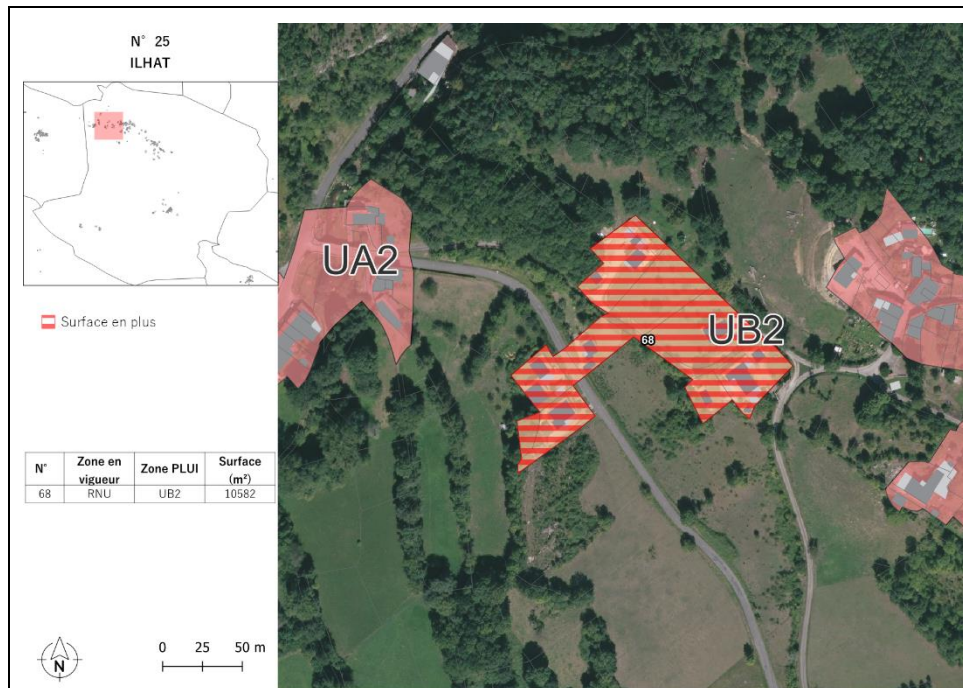 N° 25
ILHAT
Surface en plus
N° Zone en vigueur Zone PLUI Surface (m²)
68 RNU UB2 10582
N
0 25 50 m
UA2
UB2
68